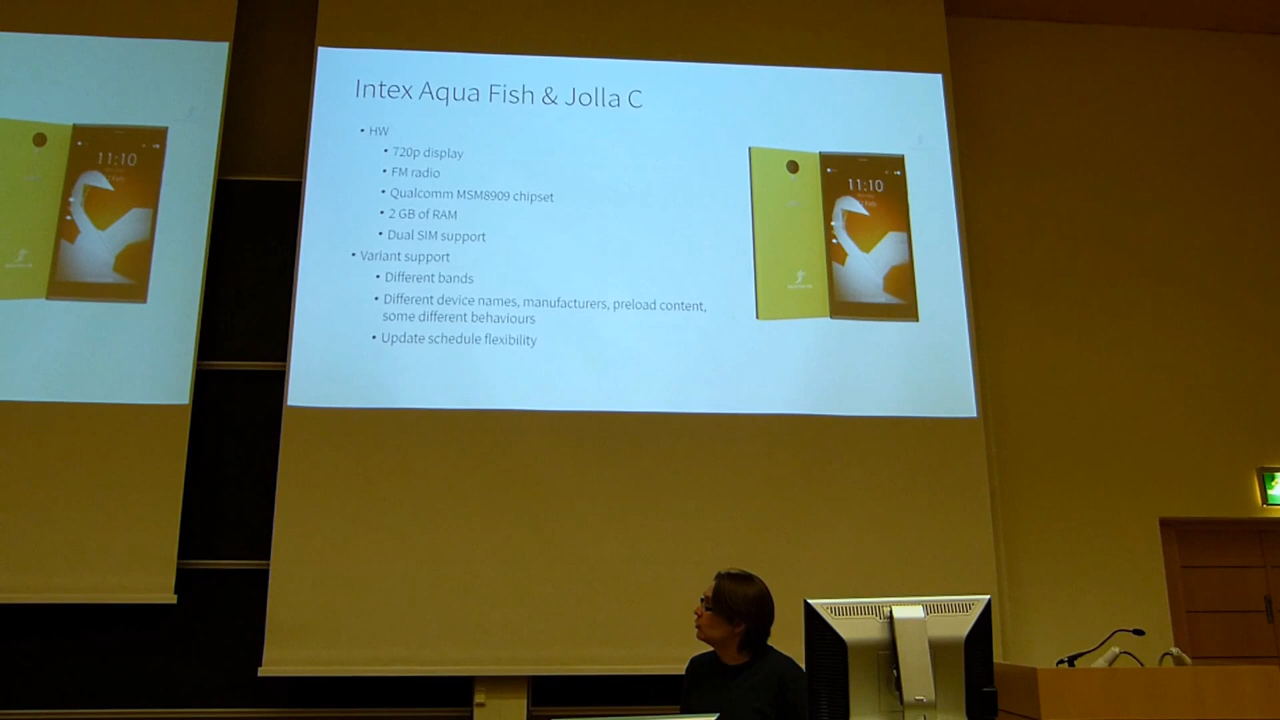 Intex Aqua Fish & Jolla C
• HW
• 720p display
• FM radio
• Qualcomm MSM8909 chipset
• 2 GB of RAM
• Dual SIM support
• Variant support
• Different bands
• Different device names, manufacturers, preload content,
some different behaviours
• Update schedule flexibility
11:10
11:10